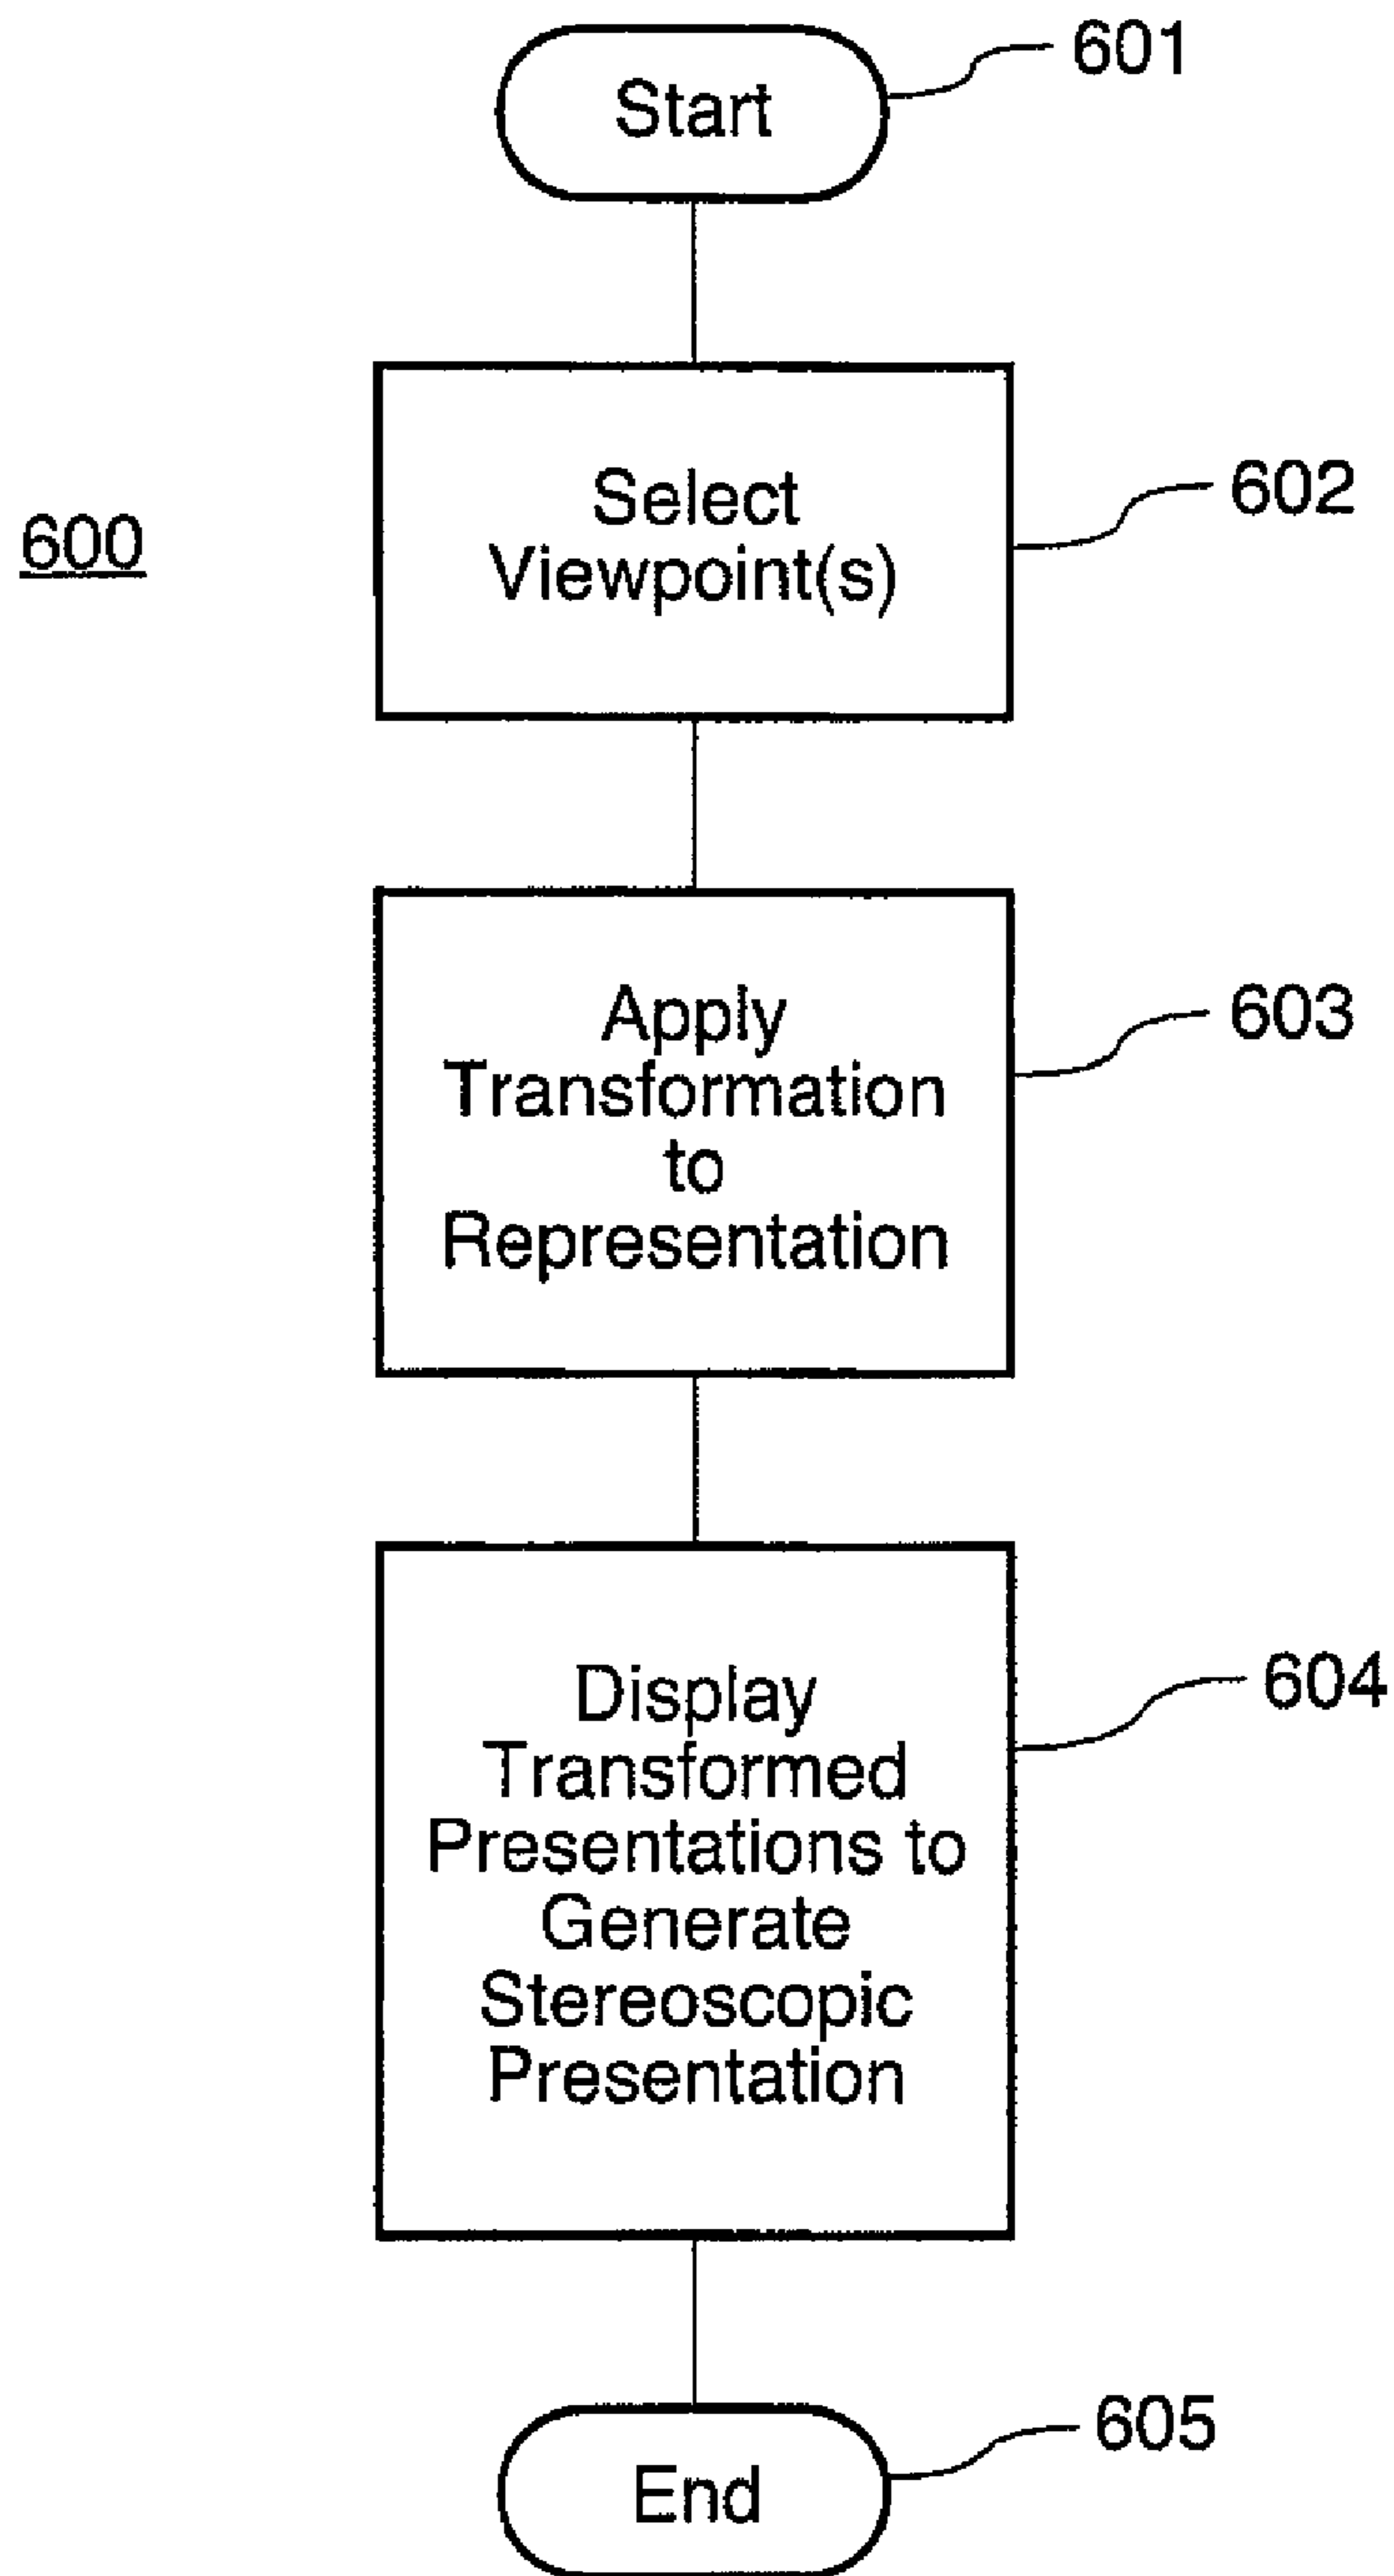 Start
601
600
Select
Viewpoint(s)
602
Apply
Transformation
to
Representation
603
Display
Transformed
Presentations to
Generate
Stereoscopic
Presentation
604
End
605